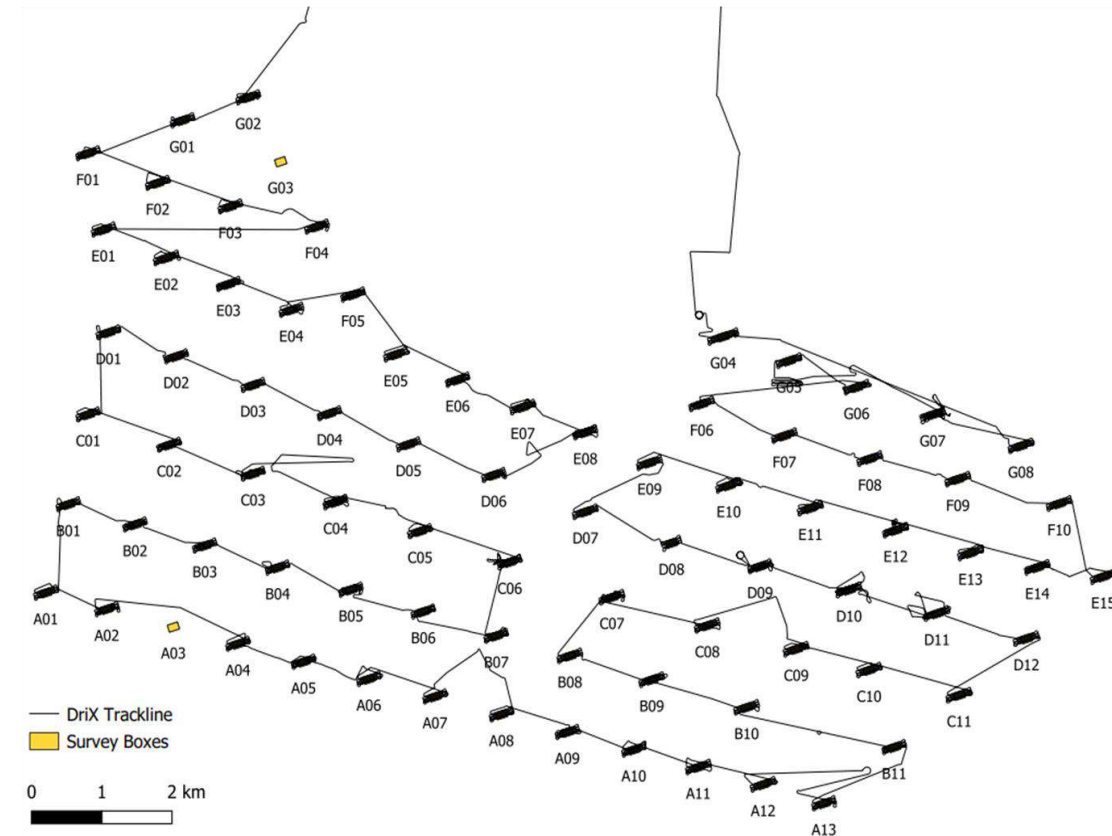 G02
G01
F01
G03
F02
F03
F04
E01
E02
E03
E04
F05
G04
D01
D02
E05
G05
D03
E06
G06
F06
C01
D04
E07
G07
C02
D05
E08
F07
G08
C03
D06
E09
F08
C04
E10
F09
B01
D07
E11
F10
B02
C05
E12
B03
D08
E13
C06
B04
D09
E14
E15
A01
B05
C07
D10
A02
B06
C08
D11
A03
B07
C09
D12
A04
B08
C10
A05
A06
B09
C11
A07
A08
B10
A09
A10
B11
A11
A12
A13
DriX Trackline
Survey Boxes
0 1 2 km